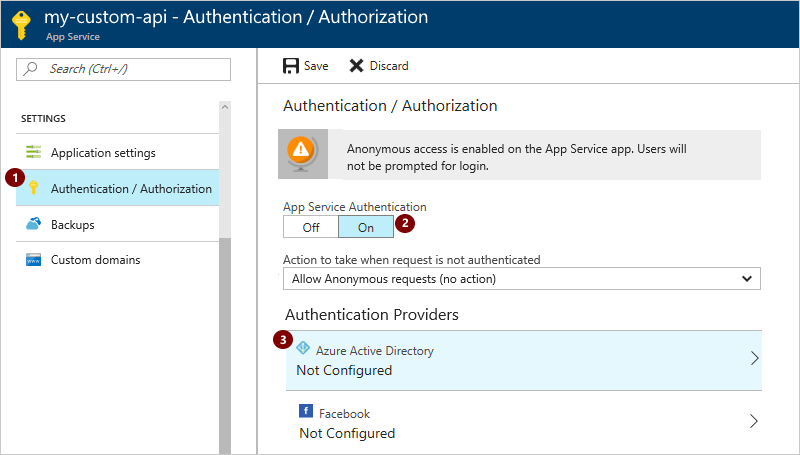 my-custom-api - Authentication / Authorization
App Service
Search (Ctrl+/)
SETTINGS
Application settings
1
Authentication / Authorization
Backups
www
Custom domains
Save
Discard
Authentication / Authorization
Anonymous access is enabled on the App Service app. Users will
not be prompted for login.
App Service Authentication
Off
On
2
Action to take when request is not authenticated
Allow Anonymous requests (no action)
Authentication Providers
3
Azure Active Directory
Not Configured
f
Facebook
Not Configured